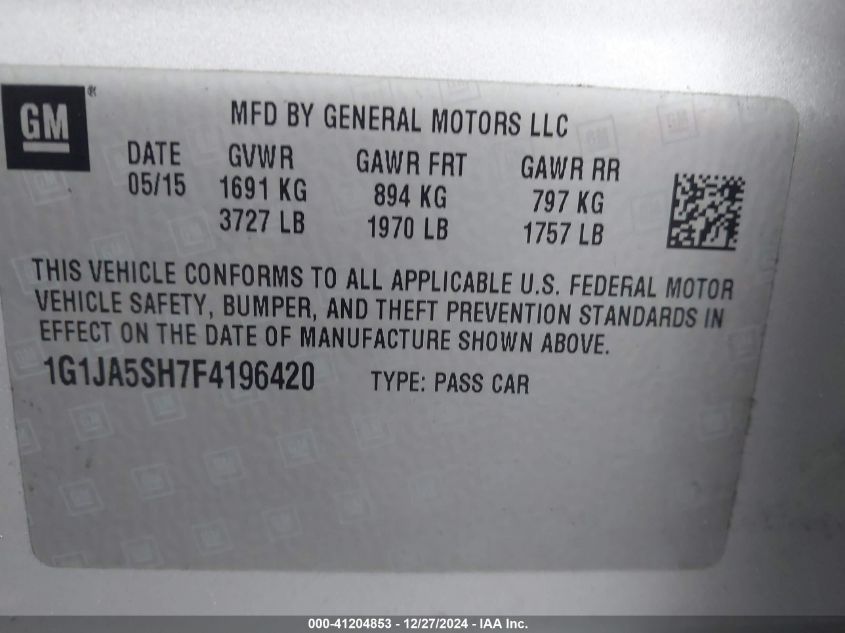 GM ®
MFD BY GENERAL MOTORS LLC
DATE GVWR GAWR FRT GAWR RR
05/15 1691 KG 894 KG 797 KG
3727 LB 1970 LB 1757 LB
THIS VEHICLE CONFORMS TO ALL APPLICABLE U.S. FEDERAL MOTOR
VEHICLE SAFETY, BUMPER, AND THEFT PREVENTION STANDARDS IN
EFFECT ON THE DATE OF MANUFACTURE SHOWN ABOVE.
1G1JA5SH7F4196420 TYPE: PASS CAR
000-41204853 - 12/27/2024 - IAA Inc.